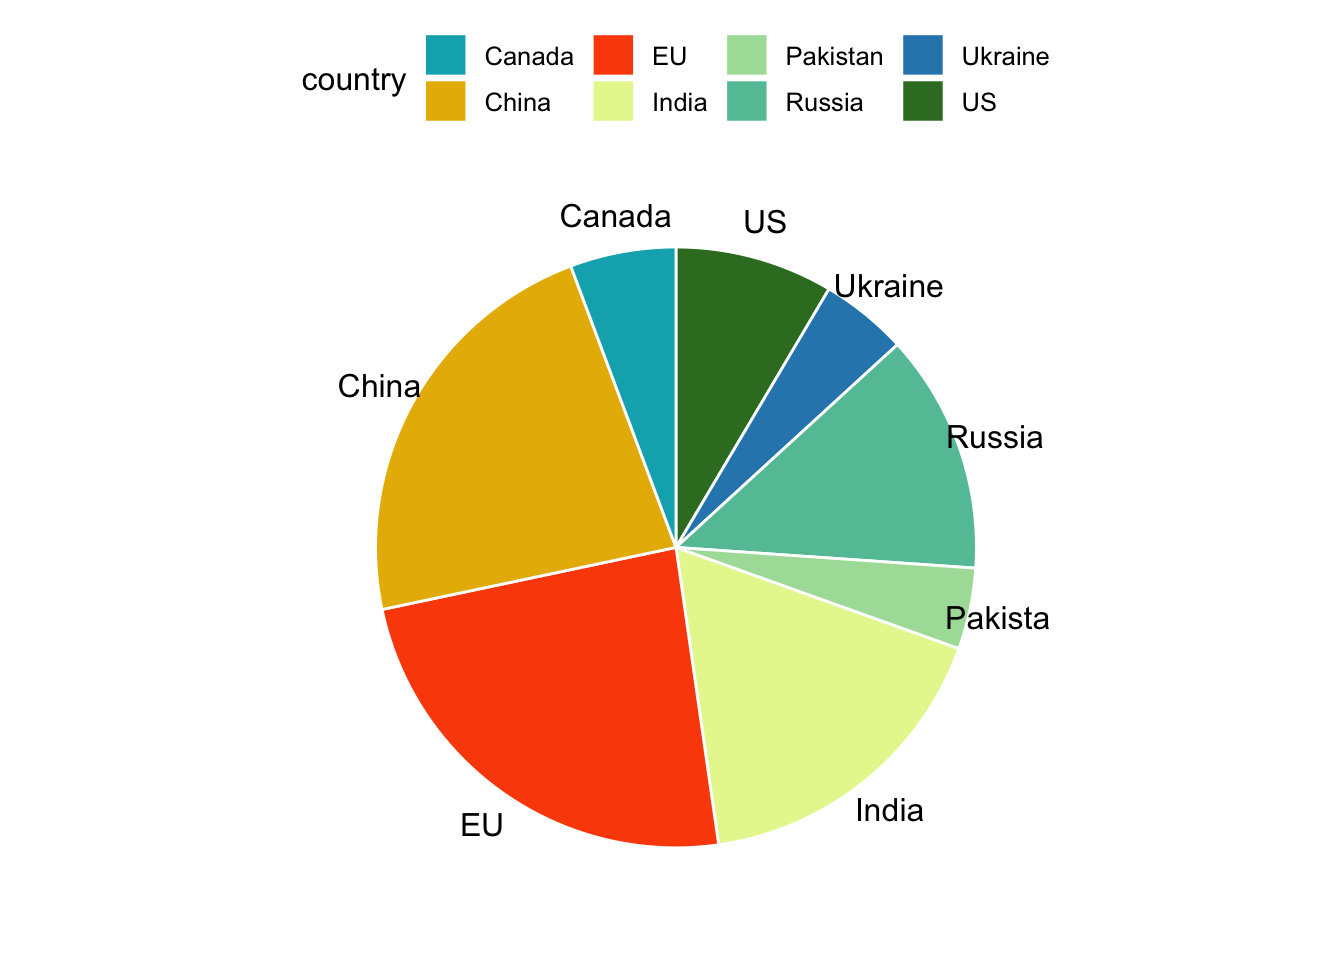 country
Canada EU Pakistan Ukraine
China India Russia US
Canada US
Ukraine
China
Russia
Pakista
India
EU